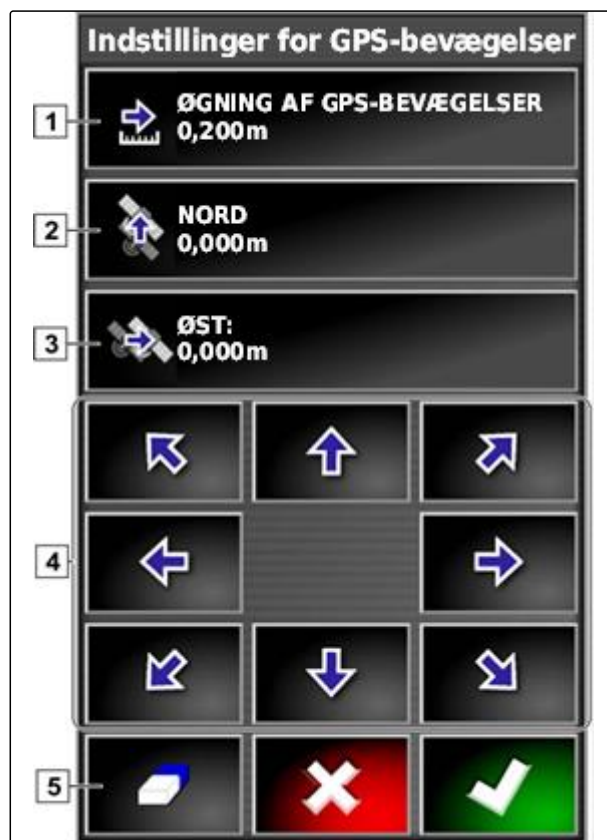 Indstillinger for GPS-bevægelser
1
ØGNING AF GPS-BEVÆGELSER
0,200m
2
NORD
0,000m
3
ØST:
0,000m
4
5